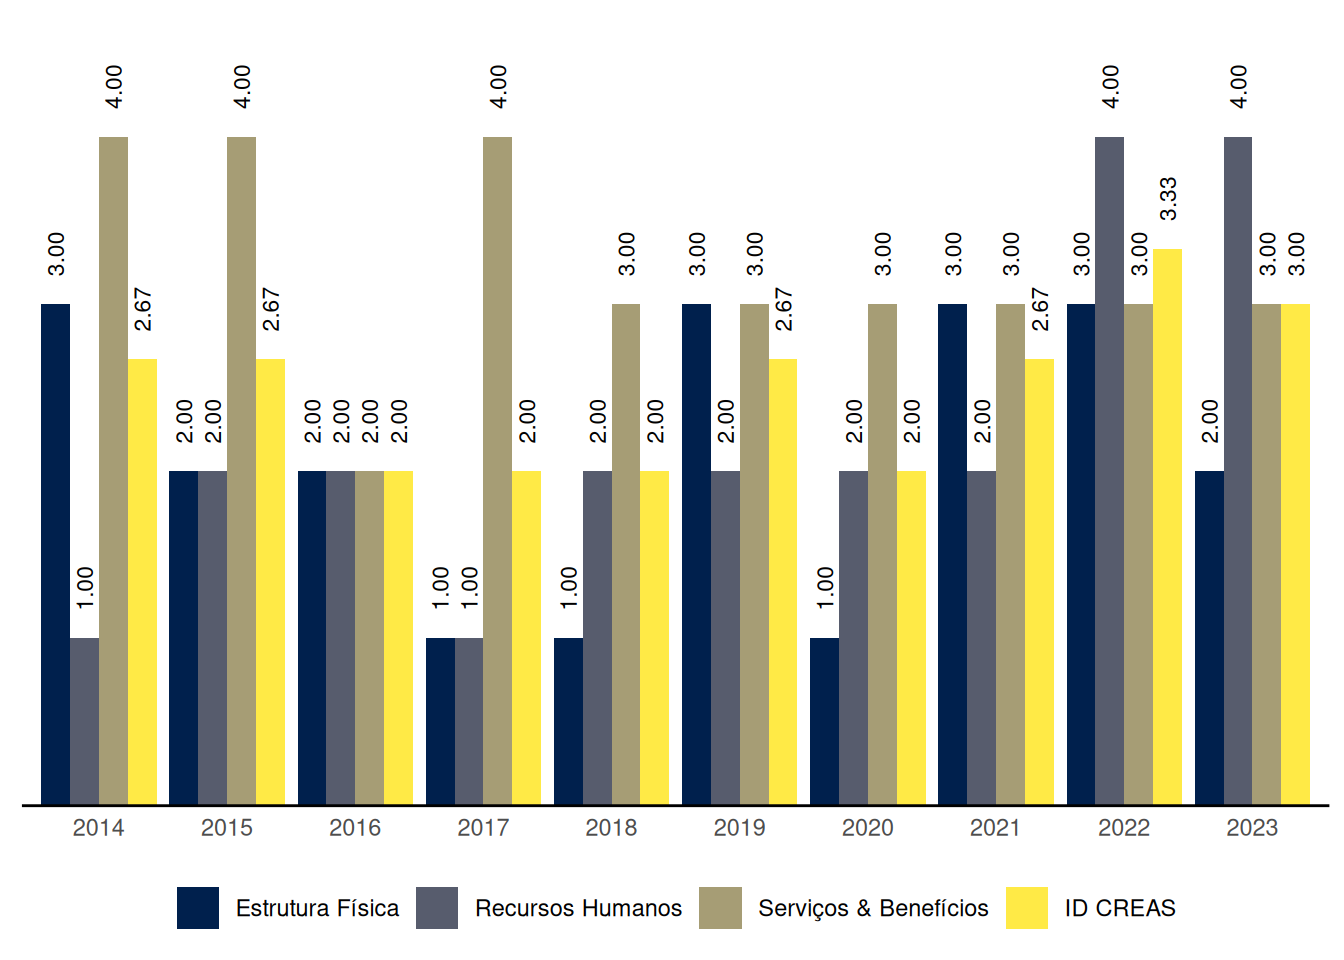 4.00 4.00 4.00 4.00 4.00
3.33
3.00 3.00 3.00 3.00 3.00 3.00 3.00 3.00 3.00 3.00 3.00
2.67 2.67 2.67 2.67
2.00 2.00 2.00 2.00 2.00 2.00 2.00 2.00 2.00 2.00 2.00 2.00 2.00 2.00
1.00 1.00 1.00 1.00 1.00
2014 2015 2016 2017 2018 2019 2020 2021 2022 2023
Estrutura Física Recursos Humanos Serviços & Benefícios ID CREAS